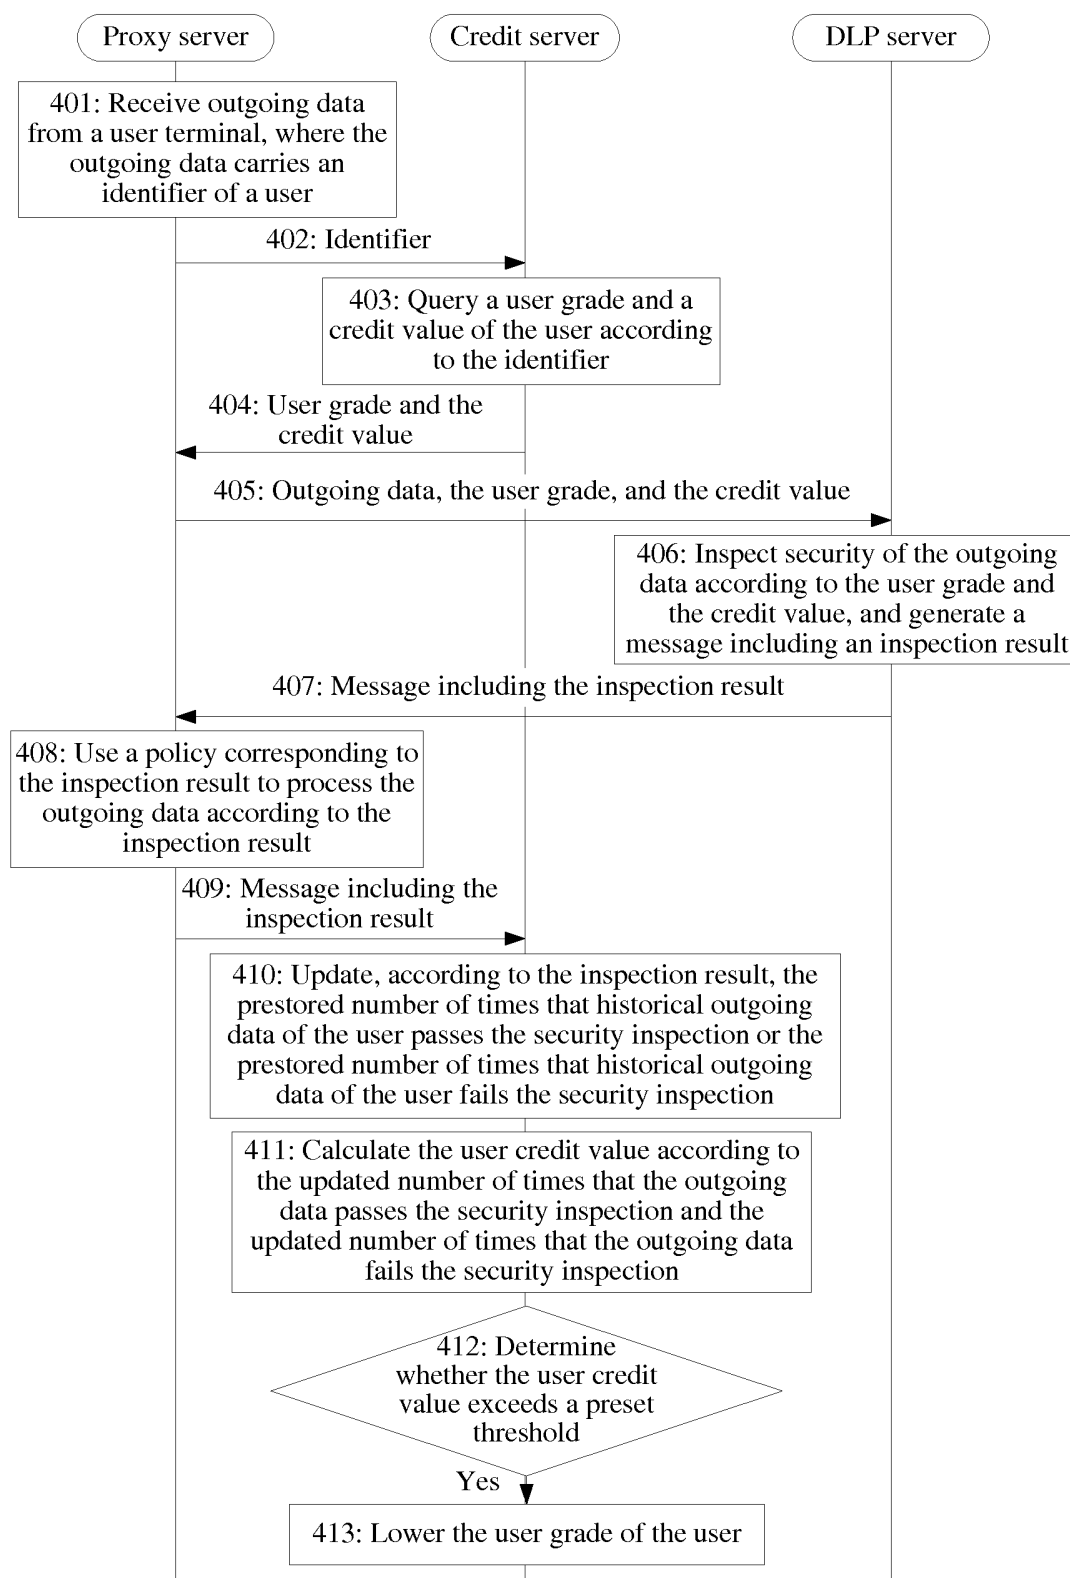 Proxy server
Credit server
DLP server
401: Receive outgoing data
from a user terminal, where the
outgoing data carries an
identifier of a user
402: Identifier
403: Query a user grade and a
credit value of the user according
to the identifier
404: User grade and the
credit value
405: Outgoing data, the user grade, and the credit value
406: Inspect security of the outgoing
data according to the user grade and
the credit value, and generate a
message including an inspection result
407: Message including the inspection result
408: Use a policy corresponding to
the inspection result to process the
outgoing data according to the
inspection result
409: Message including the
inspection result
410: Update, according to the inspection result, the
prestored number of times that historical outgoing
data of the user passes the security inspection or the
prestored number of times that historical outgoing
data of the user fails the security inspection
411: Calculate the user credit value according to
the updated number of times that the outgoing
data passes the security inspection and the
updated number of times that the outgoing data
fails the security inspection
412: Determine
whether the user credit
value exceeds a preset
threshold
Yes
413: Lower the user grade of the user